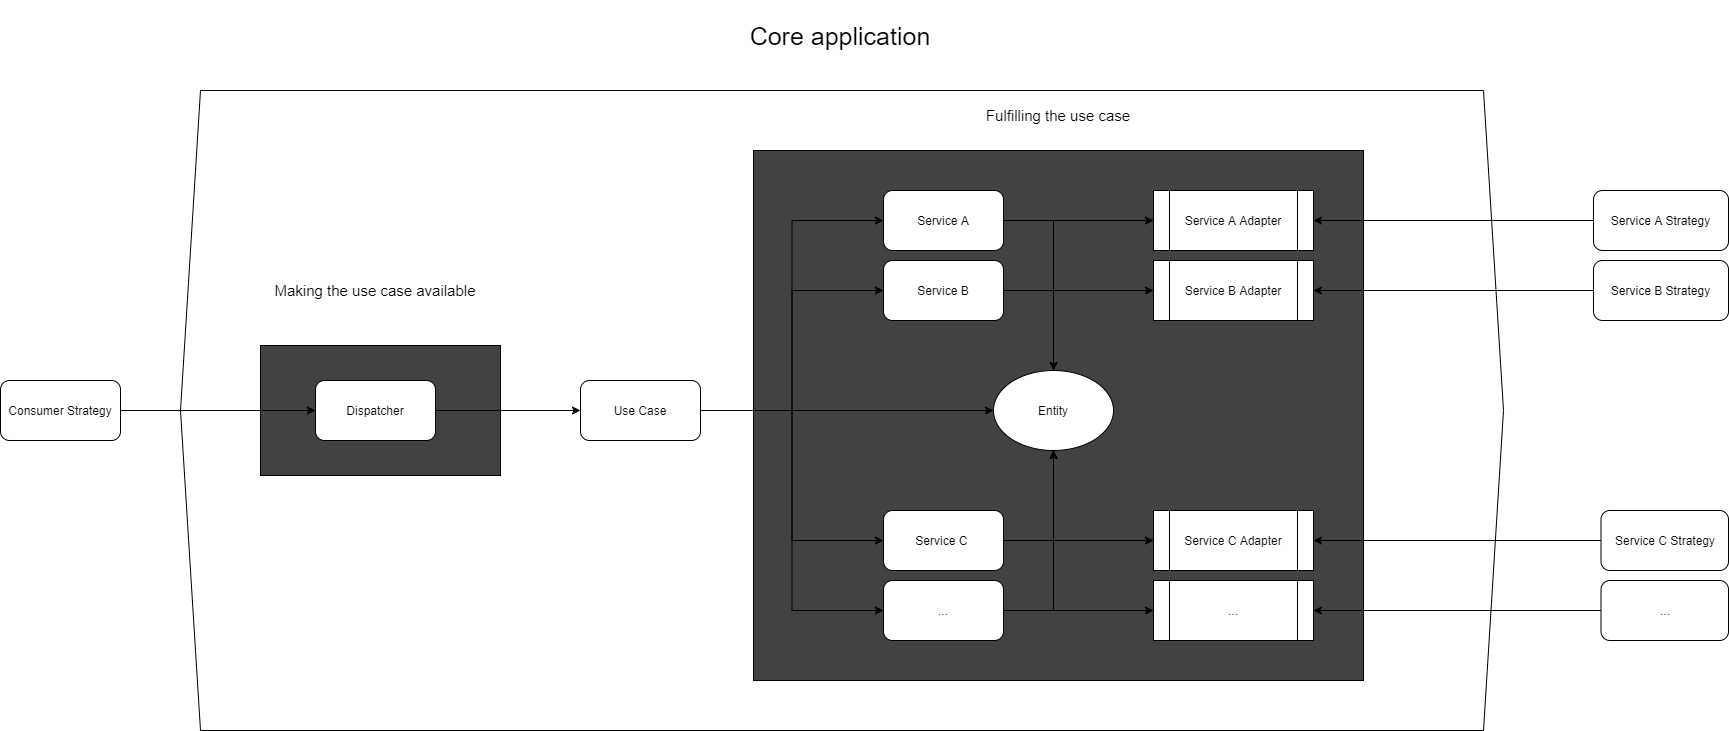 Core application
Fulfilling the use case
Service A
Service A Adapter
Service A Strategy
Service B
Service B Adapter
Service B Strategy
Making the use case available
Consumer Strategy
Dispatcher
Use Case
Entity
Service C
Service C Adapter
Service C Strategy
...
...
...